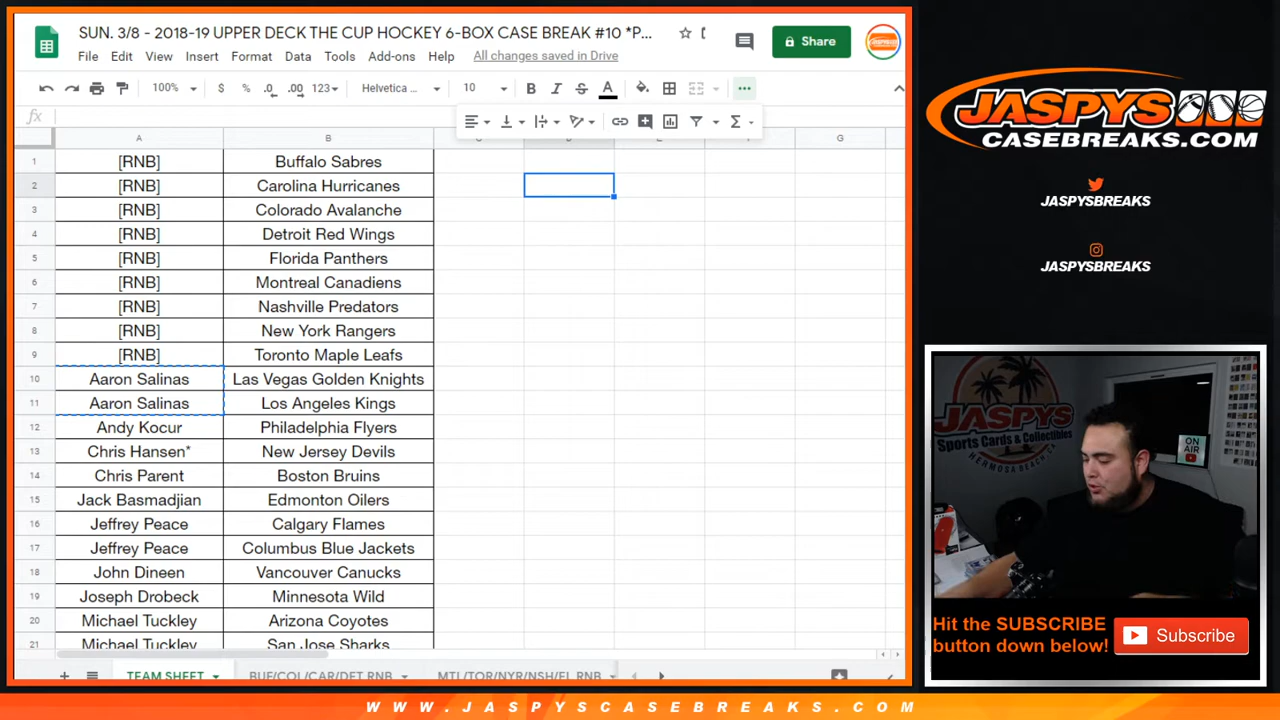 SUN. 3/8 - 2018-19 UPPER DECK THE CUP HOCKEY 6-BOX CASE BREAK #10 *P...
File Edit View Insert Format Data Tools Add-ons Help All changes saved in Drive
Share
100% $ % .0 .00 123 Helvetica ... 10 B I S A
fx
A B C D E F G
1 [RNB] Buffalo Sabres
2 [RNB] Carolina Hurricanes
3 [RNB] Colorado Avalanche
4 [RNB] Detroit Red Wings
5 [RNB] Florida Panthers
6 [RNB] Montreal Canadiens
7 [RNB] Nashville Predators
8 [RNB] New York Rangers
9 [RNB] Toronto Maple Leafs
10 Aaron Salinas Las Vegas Golden Knights
11 Aaron Salinas Los Angeles Kings
12 Andy Kocur Philadelphia Flyers
13 Chris Hansen* New Jersey Devils
14 Chris Parent Boston Bruins
15 Jack Basmadjian Edmonton Oilers
16 Jeffrey Peace Calgary Flames
17 Jeffrey Peace Columbus Blue Jackets
18 John Dineen Vancouver Canucks
19 Joseph Drobeck Minnesota Wild
20 Michael Tuckley Arizona Coyotes
21 Michael Tuckley San Jose Sharks
TEAM SHEET BUF/COL/CAR/DET RNB MTL/TOR/NYR/NSH/FL RNB
JASPYS
CASEBREAKS.COM
JASPYSBREAKS
JASPYSBREAKS
JASPYS
Sports Cards & Collectibles
HERMOSA BEACH, CA
ON
AIR
Hit the SUBSCRIBE
button down below!
Subscribe
WWW.JASPYSCASEBREAKS.COM